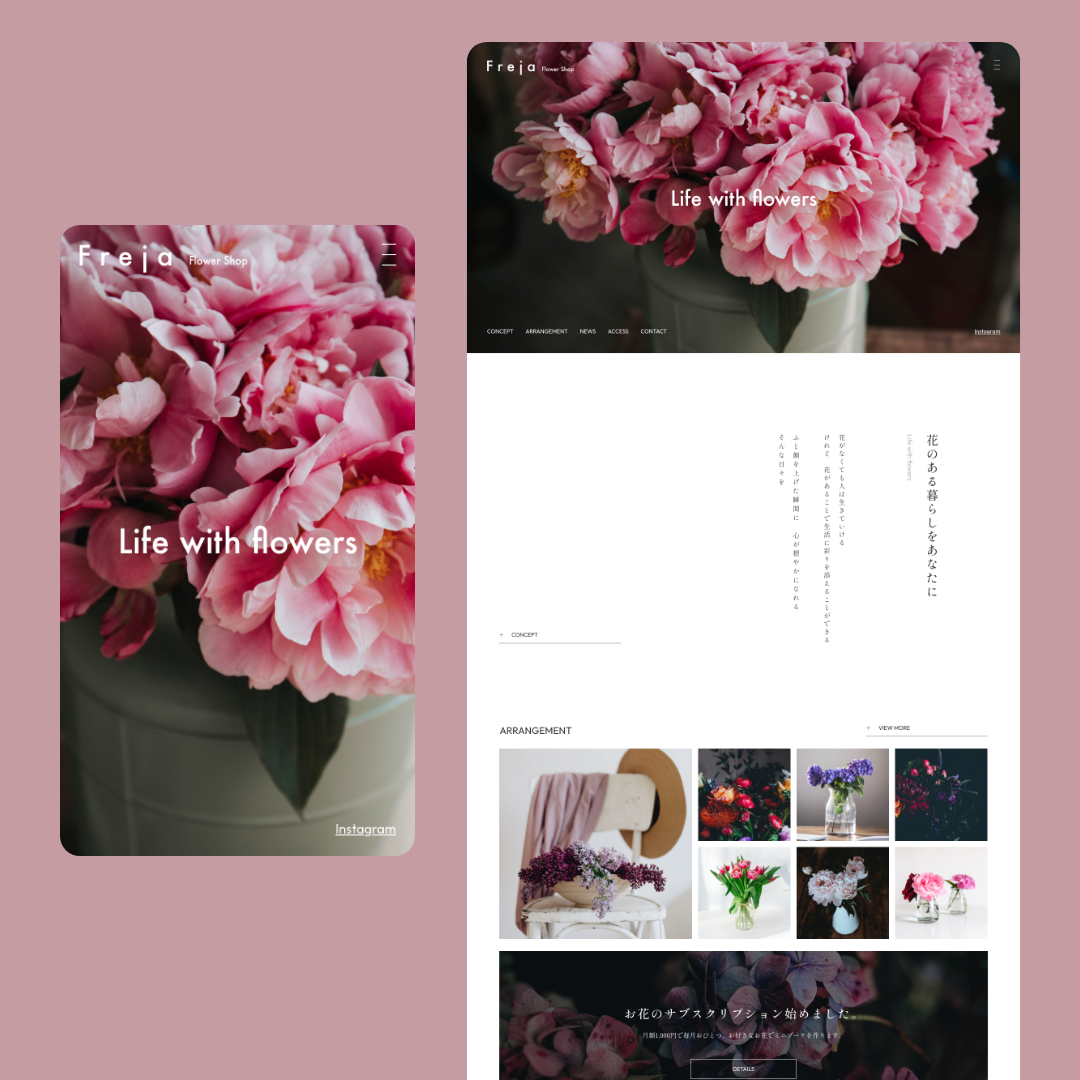 Freja Flower Shop
Life with flowers
Instagram
Freja Flower Shop
Life with flowers
CONCEPT ARRANGEMENT NEWS ACCESS CONTACT
Instagram
花のある暮らしをあなたに
Life with flowers
花がなくても人は生きていける
けれど 花があることで生活に彩りを添えることができる
ふと顔を上げた瞬間に 心が穏やかになれる
そんな日々を
+ CONCEPT
ARRANGEMENT
+ VIEW MORE
お花のサブスクリプション始めました。
月額1,000円で毎月おひとつ、お好きなお花でミニブーケを作ります。
DETAILS